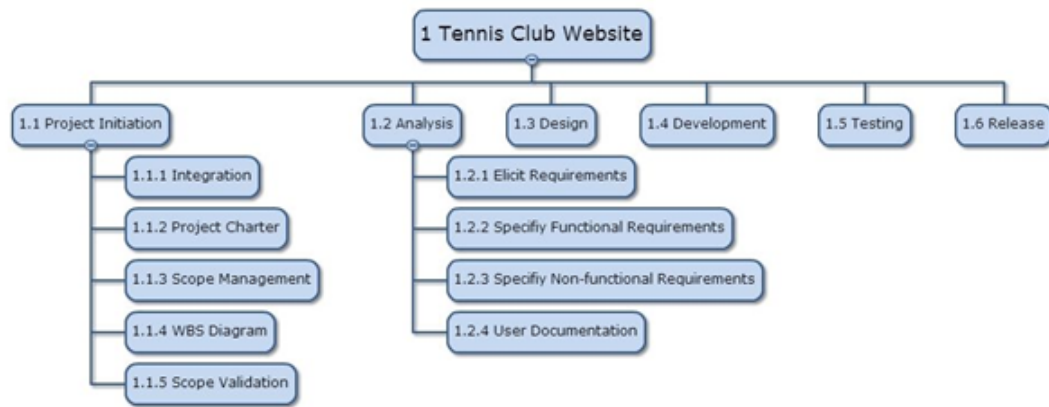 1 Tennis Club Website
1.1 Project Initiation
1.2 Analysis
1.3 Design
1.4 Development
1.5 Testing
1.6 Release
1.1.1 Integration
1.1.2 Project Charter
1.1.3 Scope Management
1.1.4 WBS Diagram
1.1.5 Scope Validation
1.2.1 Elicit Requirements
1.2.2 Specifiy Functional Requirements
1.2.3 Specifiy Non-functional Requirements
1.2.4 User Documentation